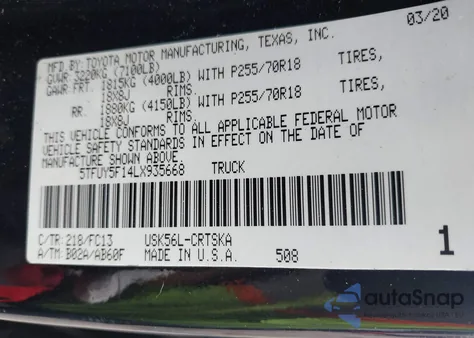 03/20
MFD.BY:TOYOTA MOTOR MANUFACTURING, TEXAS, INC.
GVWR 3220KG (7100LB)
GAWR:FRT. 1815KG (4000LB) WITH P255/70R18 TIRES,
18X8J RIMS.
RR. 1880KG (4150LB) WITH P255/70R18 TIRES,
18X8J RIMS.
THIS VEHICLE CONFORMS TO ALL APPLICABLE FEDERAL MOTOR
VEHICLE SAFETY STANDARDS IN EFFECT ON THE DATE OF
MANUFACTURE SHOWN ABOVE.
5TFUY5F14LX935668 TRUCK
C/TR:218/FC13 USK56L-CRTSKA 1
A/TM:B02A/AB60F MADE IN U.S.A. 508
autaSnap